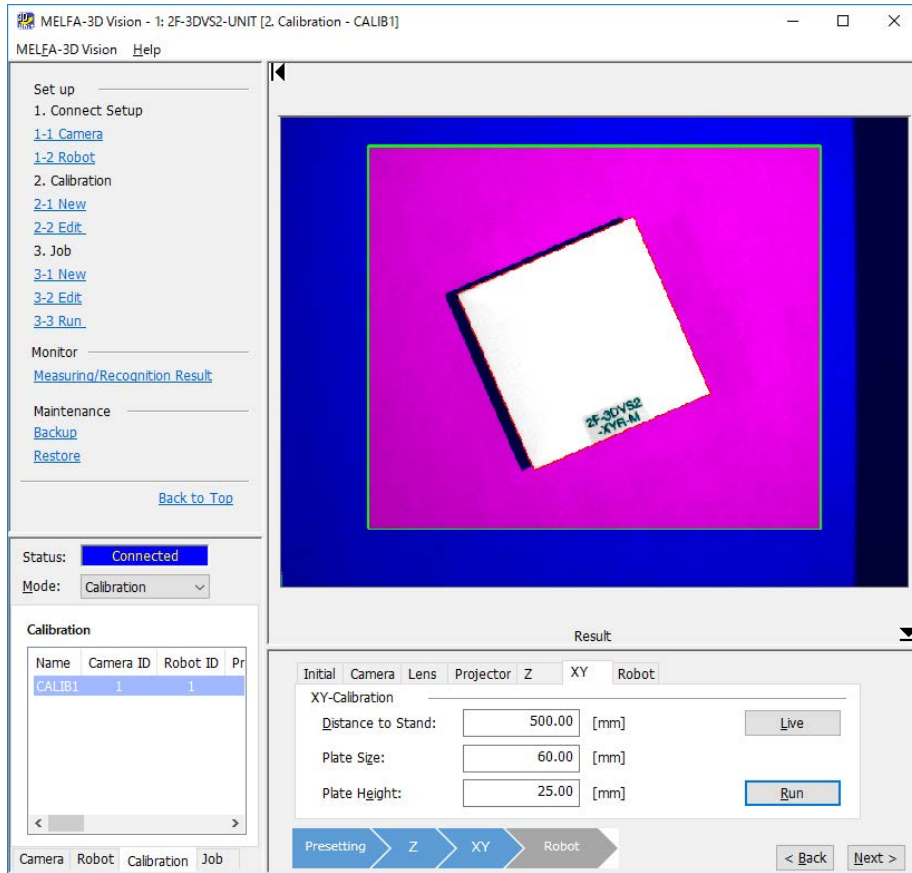 MELFA-3D Vision - 1: 2F-3DVS2-UNIT [2. Calibration - CALIB1]
MELFA-3D Vision Help
Set up
1. Connect Setup
1-1 Camera
1-2 Robot
2. Calibration
2-1 New
2-2 Edit
3. Job
3-1 New
3-2 Edit
3-3 Run
Monitor
Measuring/Recognition Result
Maintenance
Backup
Restore
Back to Top
Status: Connected
Mode: Calibration
Calibration
Name Camera ID Robot ID Pr
CALIB1 1 1
Camera Robot Calibration Job
2F-3DVS2
-XYR-M
Result
Initial Camera Lens Projector Z XY Robot
XY-Calibration
Distance to Stand: 500.00 [mm] Live
Plate Size: 60.00 [mm]
Plate Height: 25.00 [mm] Run
Presetting Z XY Robot
< Back Next >